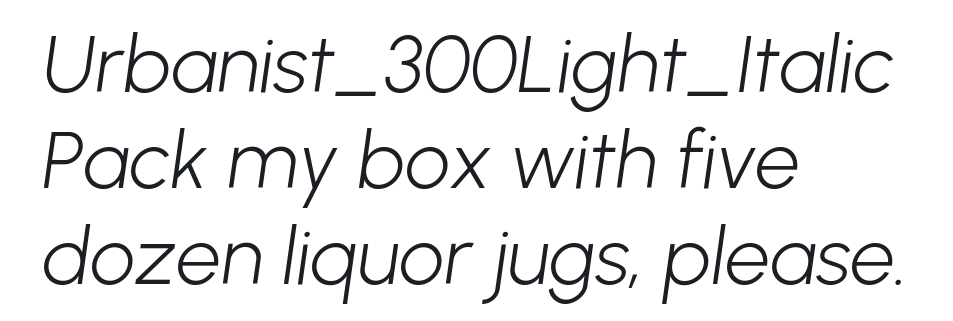 Urbanist_300Light_Italic
Pack my box with five
dozen liquor jugs, please.